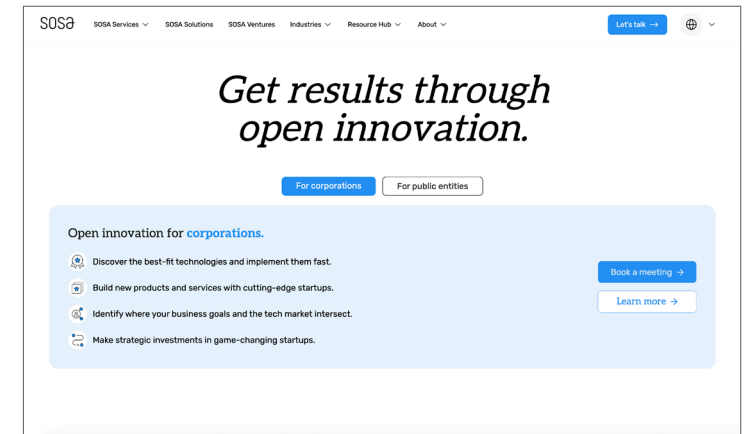 SOSA
SOSA Services
SOSA Solutions
SOSA Ventures
Industries
Resource Hub
About
Let's talk →
Get results through
open innovation.
For corporations
For public entities
Open innovation for corporations.
Discover the best-fit technologies and implement them fast.
Build new products and services with cutting-edge startups.
Identify where your business goals and the tech market intersect.
Make strategic investments in game-changing startups.
Book a meeting →
Learn more →